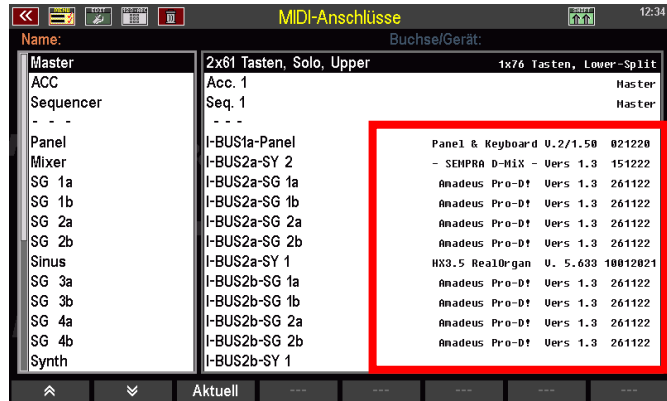 MENU EDIT ADD-ABC MIDI-Anschlüsse SHIFT 12:34
Name: Buchse/Gerät:
Master 2x61 Tasten, Solo, Upper 1x76 Tasten, Lower-Split
ACC Acc. 1 Master
Sequencer Seq. 1 Master
- - - - - -
Panel I-BUS1a-Panel Panel & Keyboard V.2/1.50 021220
Mixer I-BUS2a-SY 2 - SEMPRA D-MiX - Vers 1.3 151222
SG 1a I-BUS2a-SG 1a Amadeus Pro-D! Vers 1.3 261122
SG 1b I-BUS2a-SG 1b Amadeus Pro-D! Vers 1.3 261122
SG 2a I-BUS2a-SG 2a Amadeus Pro-D! Vers 1.3 261122
SG 2b I-BUS2a-SG 2b Amadeus Pro-D! Vers 1.3 261122
Sinus I-BUS2a-SY 1 HX3.5 RealOrgan V. 5.633 10012021
SG 3a I-BUS2b-SG 1a Amadeus Pro-D! Vers 1.3 261122
SG 3b I-BUS2b-SG 1b Amadeus Pro-D! Vers 1.3 261122
SG 4a I-BUS2b-SG 2a Amadeus Pro-D! Vers 1.3 261122
SG 4b I-BUS2b-SG 2b Amadeus Pro-D! Vers 1.3 261122
Synth I-BUS2b-SY 1
Aktuell --- --- --- --- ---